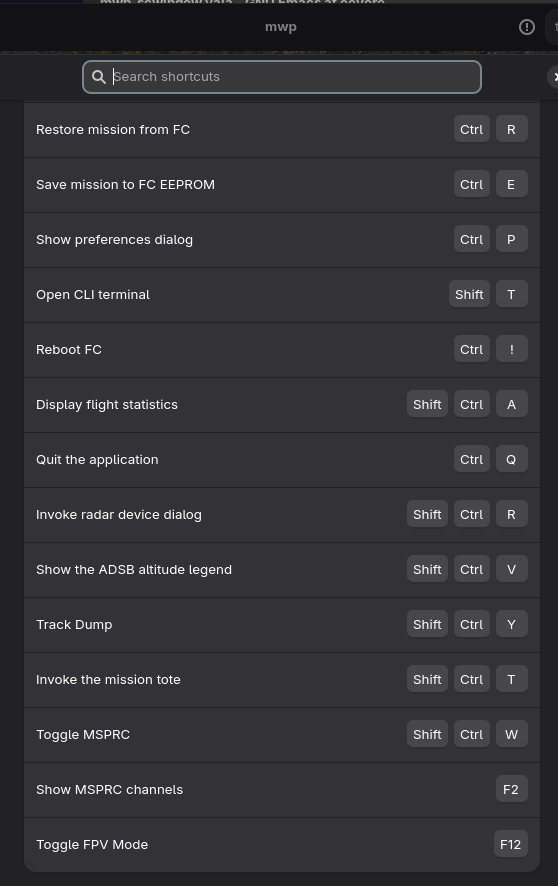 mwp
Search shortcuts
Restore mission from FC Ctrl R
Save mission to FC EEPROM Ctrl E
Show preferences dialog Ctrl P
Open CLI terminal Shift T
Reboot FC Ctrl !
Display flight statistics Shift Ctrl A
Quit the application Ctrl Q
Invoke radar device dialog Shift Ctrl R
Show the ADSB altitude legend Shift Ctrl V
Track Dump Shift Ctrl Y
Invoke the mission tote Shift Ctrl T
Toggle MSPRC Shift Ctrl W
Show MSPRC channels F2
Toggle FPV Mode F12